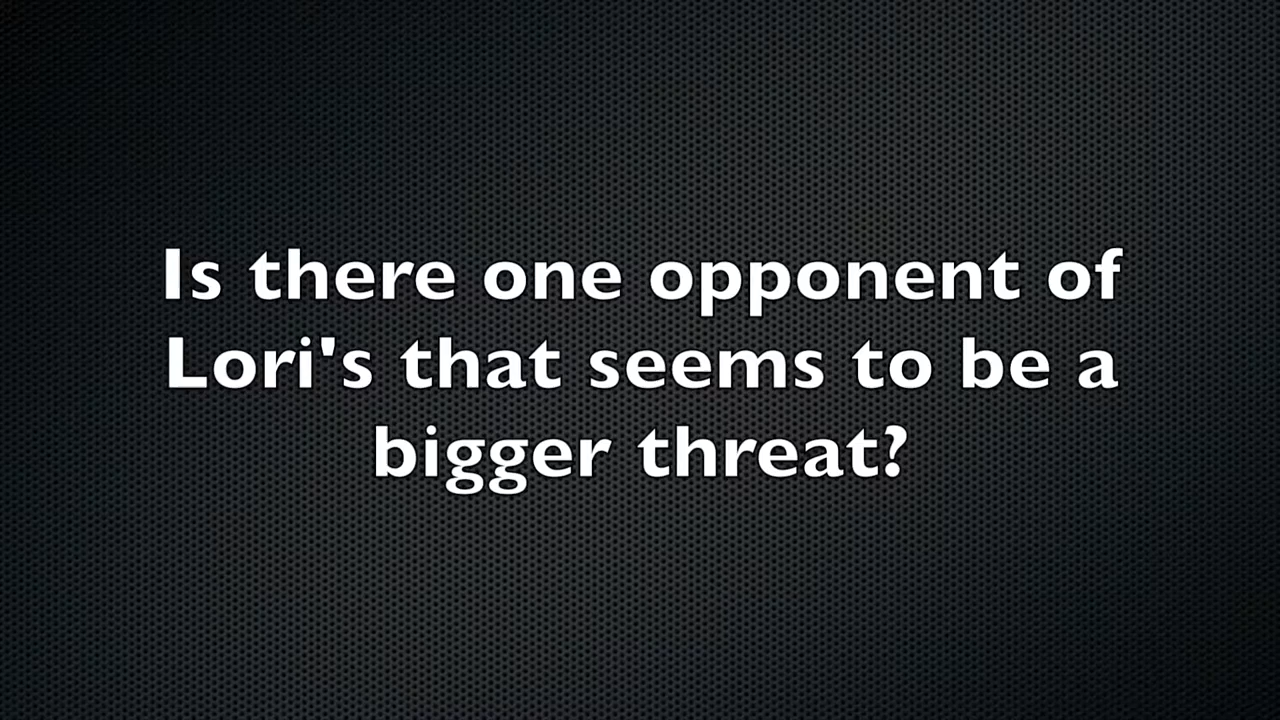 Is there one opponent of
Lori's that seems to be a
bigger threat?